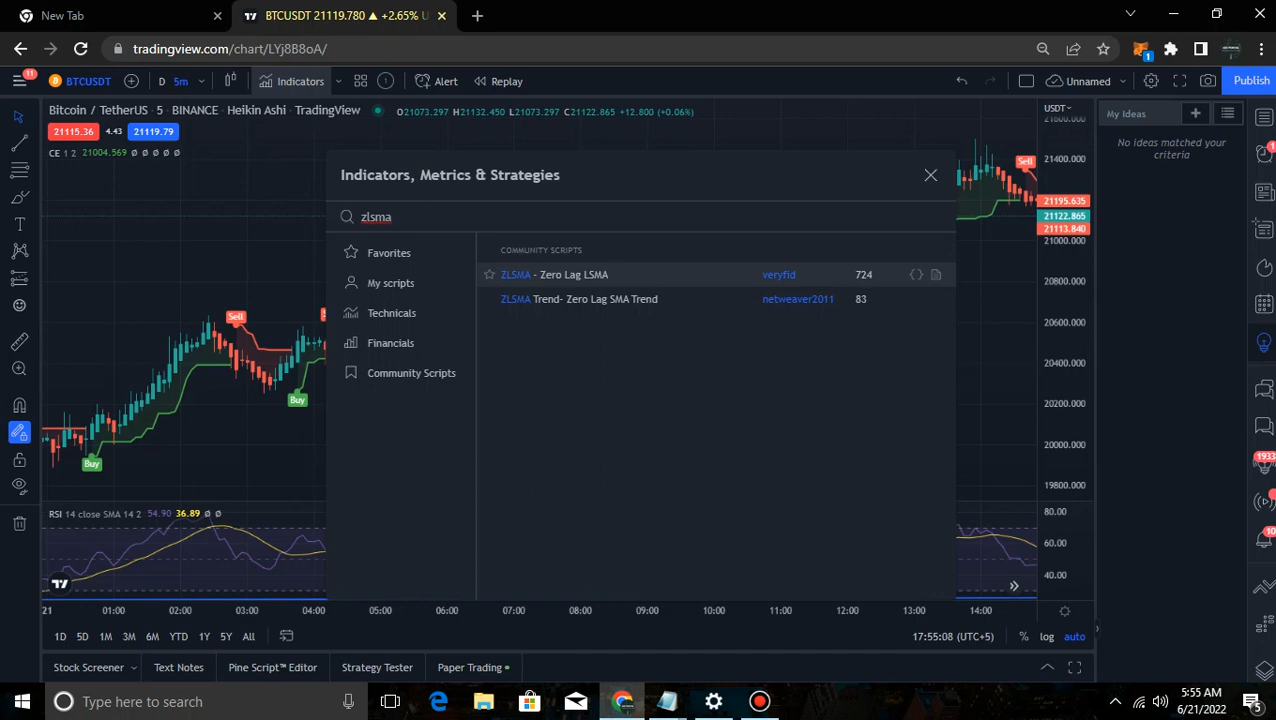 New Tab
BTCUSDT 21119.780 ▲ +2.65% U
tradingview.com/chart/LYj8B8oA/
1
11
BTCUSDT
D 5m
Indicators
Alert
Replay
Unnamed
Publish
Bitcoin / TetherUS · 5 · BINANCE · Heikin Ashi · TradingView
O21073.297 H21132.450 L21073.297 C21122.865 +12.800 (+0.06%)
USDT
My Ideas
No ideas matched your
criteria
21115.36 4.43 21119.79
CE 1 2 21004.569 Ø Ø Ø Ø Ø
Indicators, Metrics & Strategies
zlsma
Favorites
My scripts
Technicals
Financials
Community Scripts
COMMUNITY SCRIPTS
ZLSMA - Zero Lag LSMA veryfid 724
ZLSMA Trend- Zero Lag SMA Trend netweaver2011 83
Sell
Sell
Buy
Buy
21400.000
21195.635
21122.865
21113.840
21000.000
20800.000
20600.000
20400.000
20200.000
20000.000
19800.000
80.00
60.00
40.00
1933
10
RSI 14 close SMA 14 2 54.90 36.89 Ø Ø
21 01:00 02:00 03:00 04:00 05:00 06:00 07:00 08:00 09:00 10:00 11:00 12:00 13:00 14:00
1D 5D 1M 3M 6M YTD 1Y 5Y All
17:55:08 (UTC+5) % log auto
Stock Screener
Text Notes
Pine Script™ Editor
Strategy Tester
Paper Trading
Type here to search
5:55 AM
6/21/2022
5